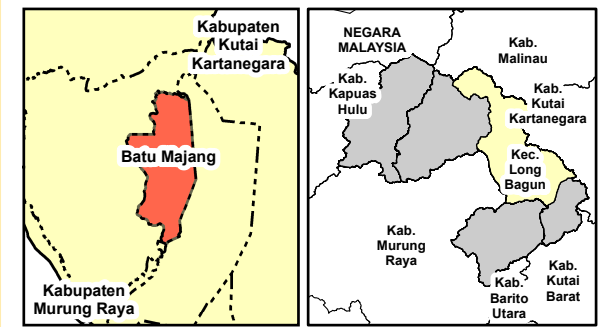 Kabupaten
Kutai
Kartanegara
Batu Majang
Kabupaten
Murung Raya
NEGARA
MALAYSIA
Kab.
Malinau
Kab.
Kapuas
Hulu
Kab.
Kutai
Kartanegara
Kec.
Long
Bagun
Kab.
Murung
Raya
Kab.
Barito
Utara
Kab.
Kutai
Barat